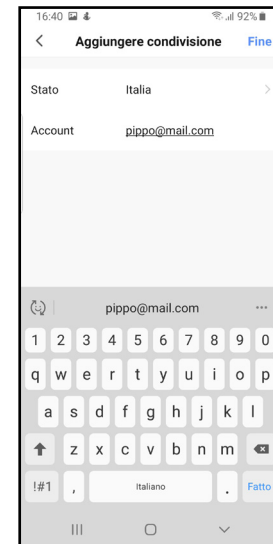 16:40 92%
Aggiungere condivisione Fine
Stato Italia
Account pippo@mail.com
pippo@mail.com
1 2 3 4 5 6 7 8 9 0
q w e r t y u i o p
a s d f g h j k l
z x c v b n m
!#1 , Italiano . Fatto